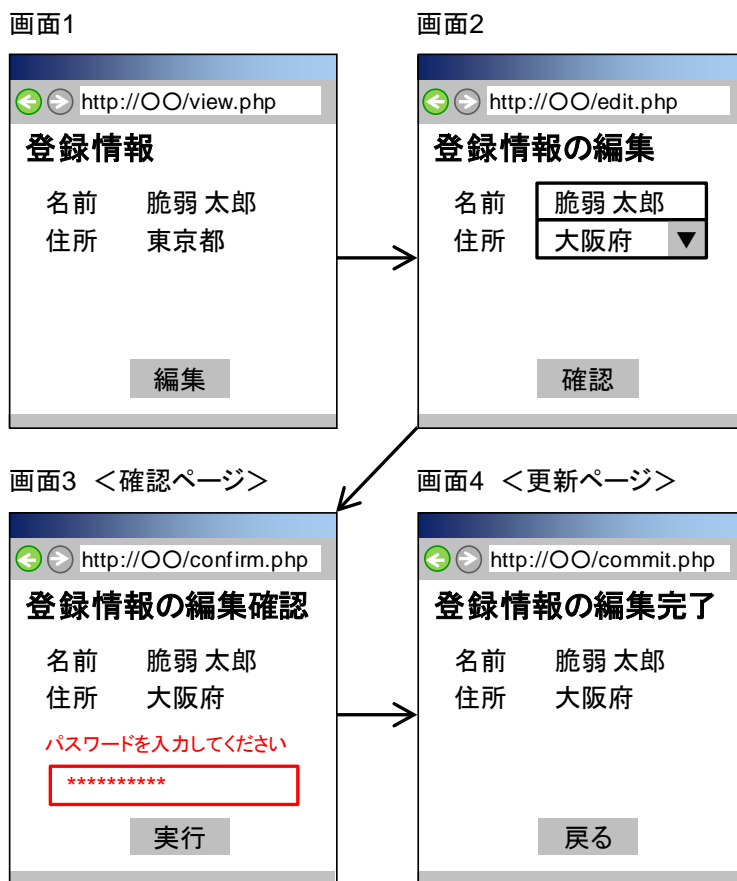 画面1
http://〇〇/view.php
登録情報
名前 脆弱 太郎
住所 東京都
編集
画面2
http://〇〇/edit.php
登録情報の編集
名前 脆弱 太郎
住所 大阪府 ▼
確認
画面3 ＜確認ページ＞
http://〇〇/confirm.php
登録情報の編集確認
名前 脆弱 太郎
住所 大阪府
パスワードを入力してください
**********
実行
画面4 ＜更新ページ＞
http://〇〇/commit.php
登録情報の編集完了
名前 脆弱 太郎
住所 大阪府
戻る